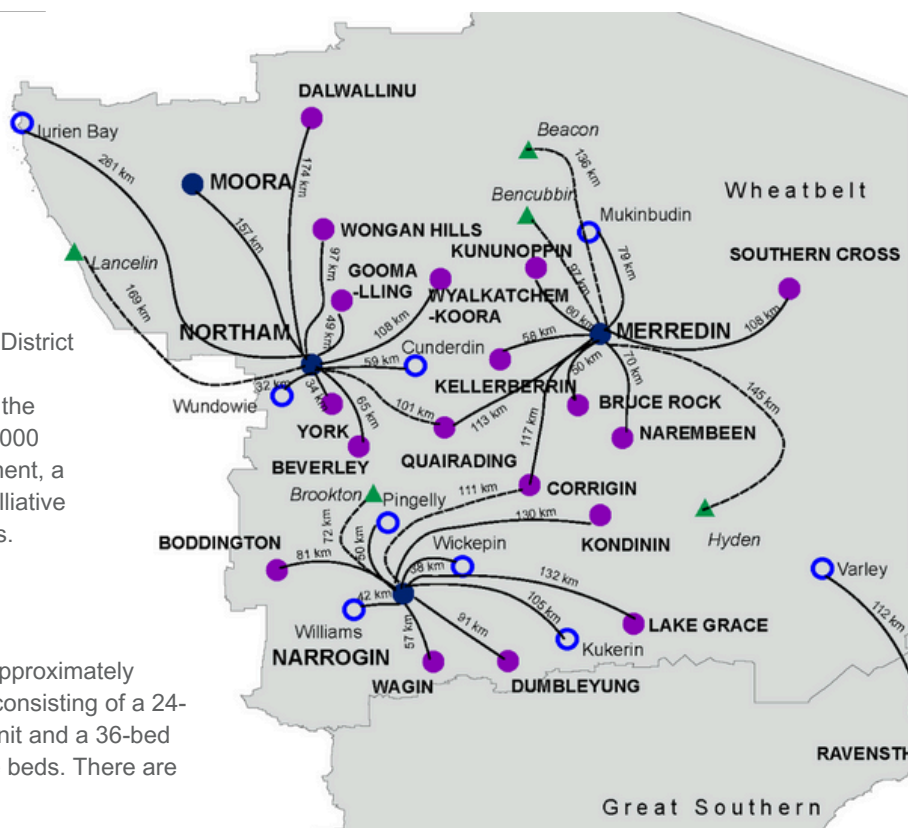 DALWALLINU
Jurien Bay
Beacon
261 km
174 km
136 km
MOORA
Wheatbelt
Bencubbin
157 km
Mukinbudin
WONGAN HILLS
79 km
SOUTHERN CROSS
KUNUNOPPIN
Lancelin
97 km
GOOMA
-LLING
97 km
WYALKATCHEM
-KOORA
169 km
60 km
108 km
49 km
108 km
NORTHAM
MERREDIN
District
58 km
Cunderdin
59 km
KELLERBERRIN
50 km
70 km
32 km
34 km
145 km
the
Wundowie
65 km
101 km
BRUCE ROCK
000
YORK
113 km
117 km
NAREMBEEN
ment, a
BEVERLEY
QUAIRADING
lliative
Brookton
Pingelly
111 km
CORRIGIN
s.
72 km
130 km
BODDINGTON
50 km
Wickepin
KONDININ
Hyden
81 km
38 km
Varley
132 km
42 km
105 km
112 km
Williams
91 km
LAKE GRACE
57 km
Kukerin
NARROGIN
pproximately
WAGIN
DUMBLEYUNG
consisting of a 24-
nit and a 36-bed
beds. There are
RAVENSTH
Great Southern